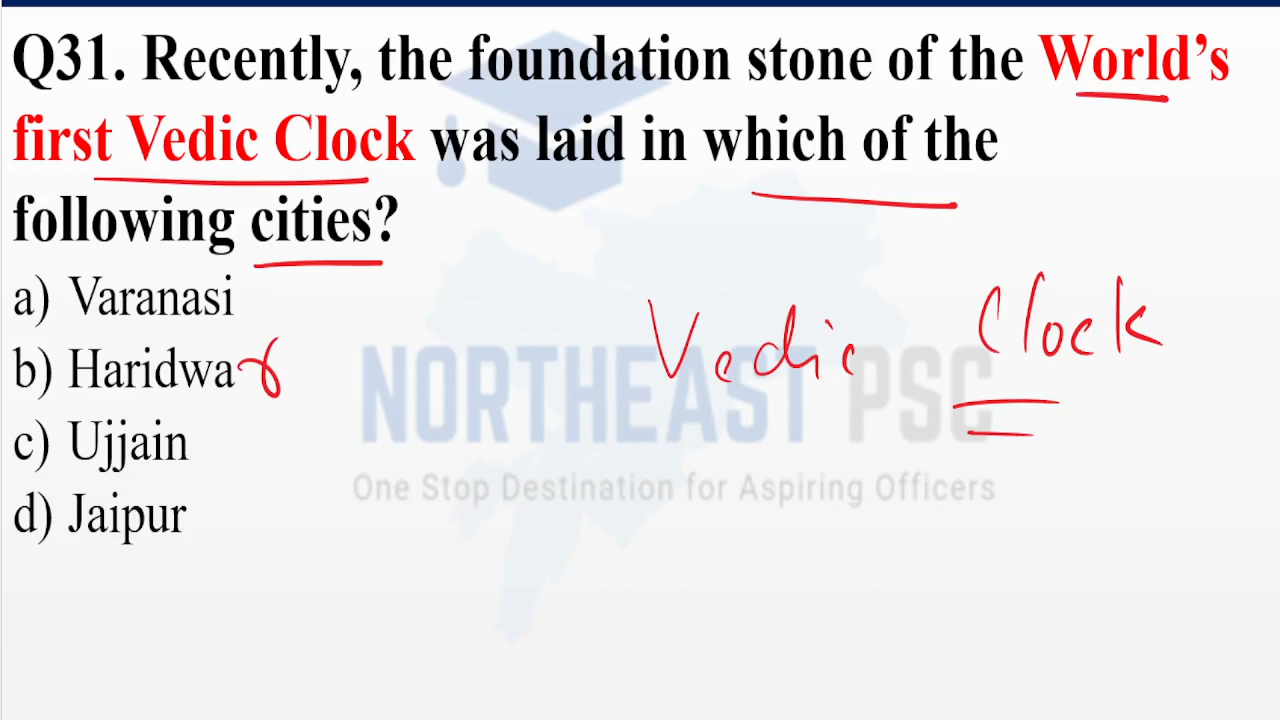 Q31. Recently, the foundation stone of the World’s
first Vedic Clock was laid in which of the
following cities?
a) Varanasi
b) Haridwar
c) Ujjain
d) Jaipur
Vedic Clock
NORTHEAST PSC
One Stop Destination for Aspiring Officers